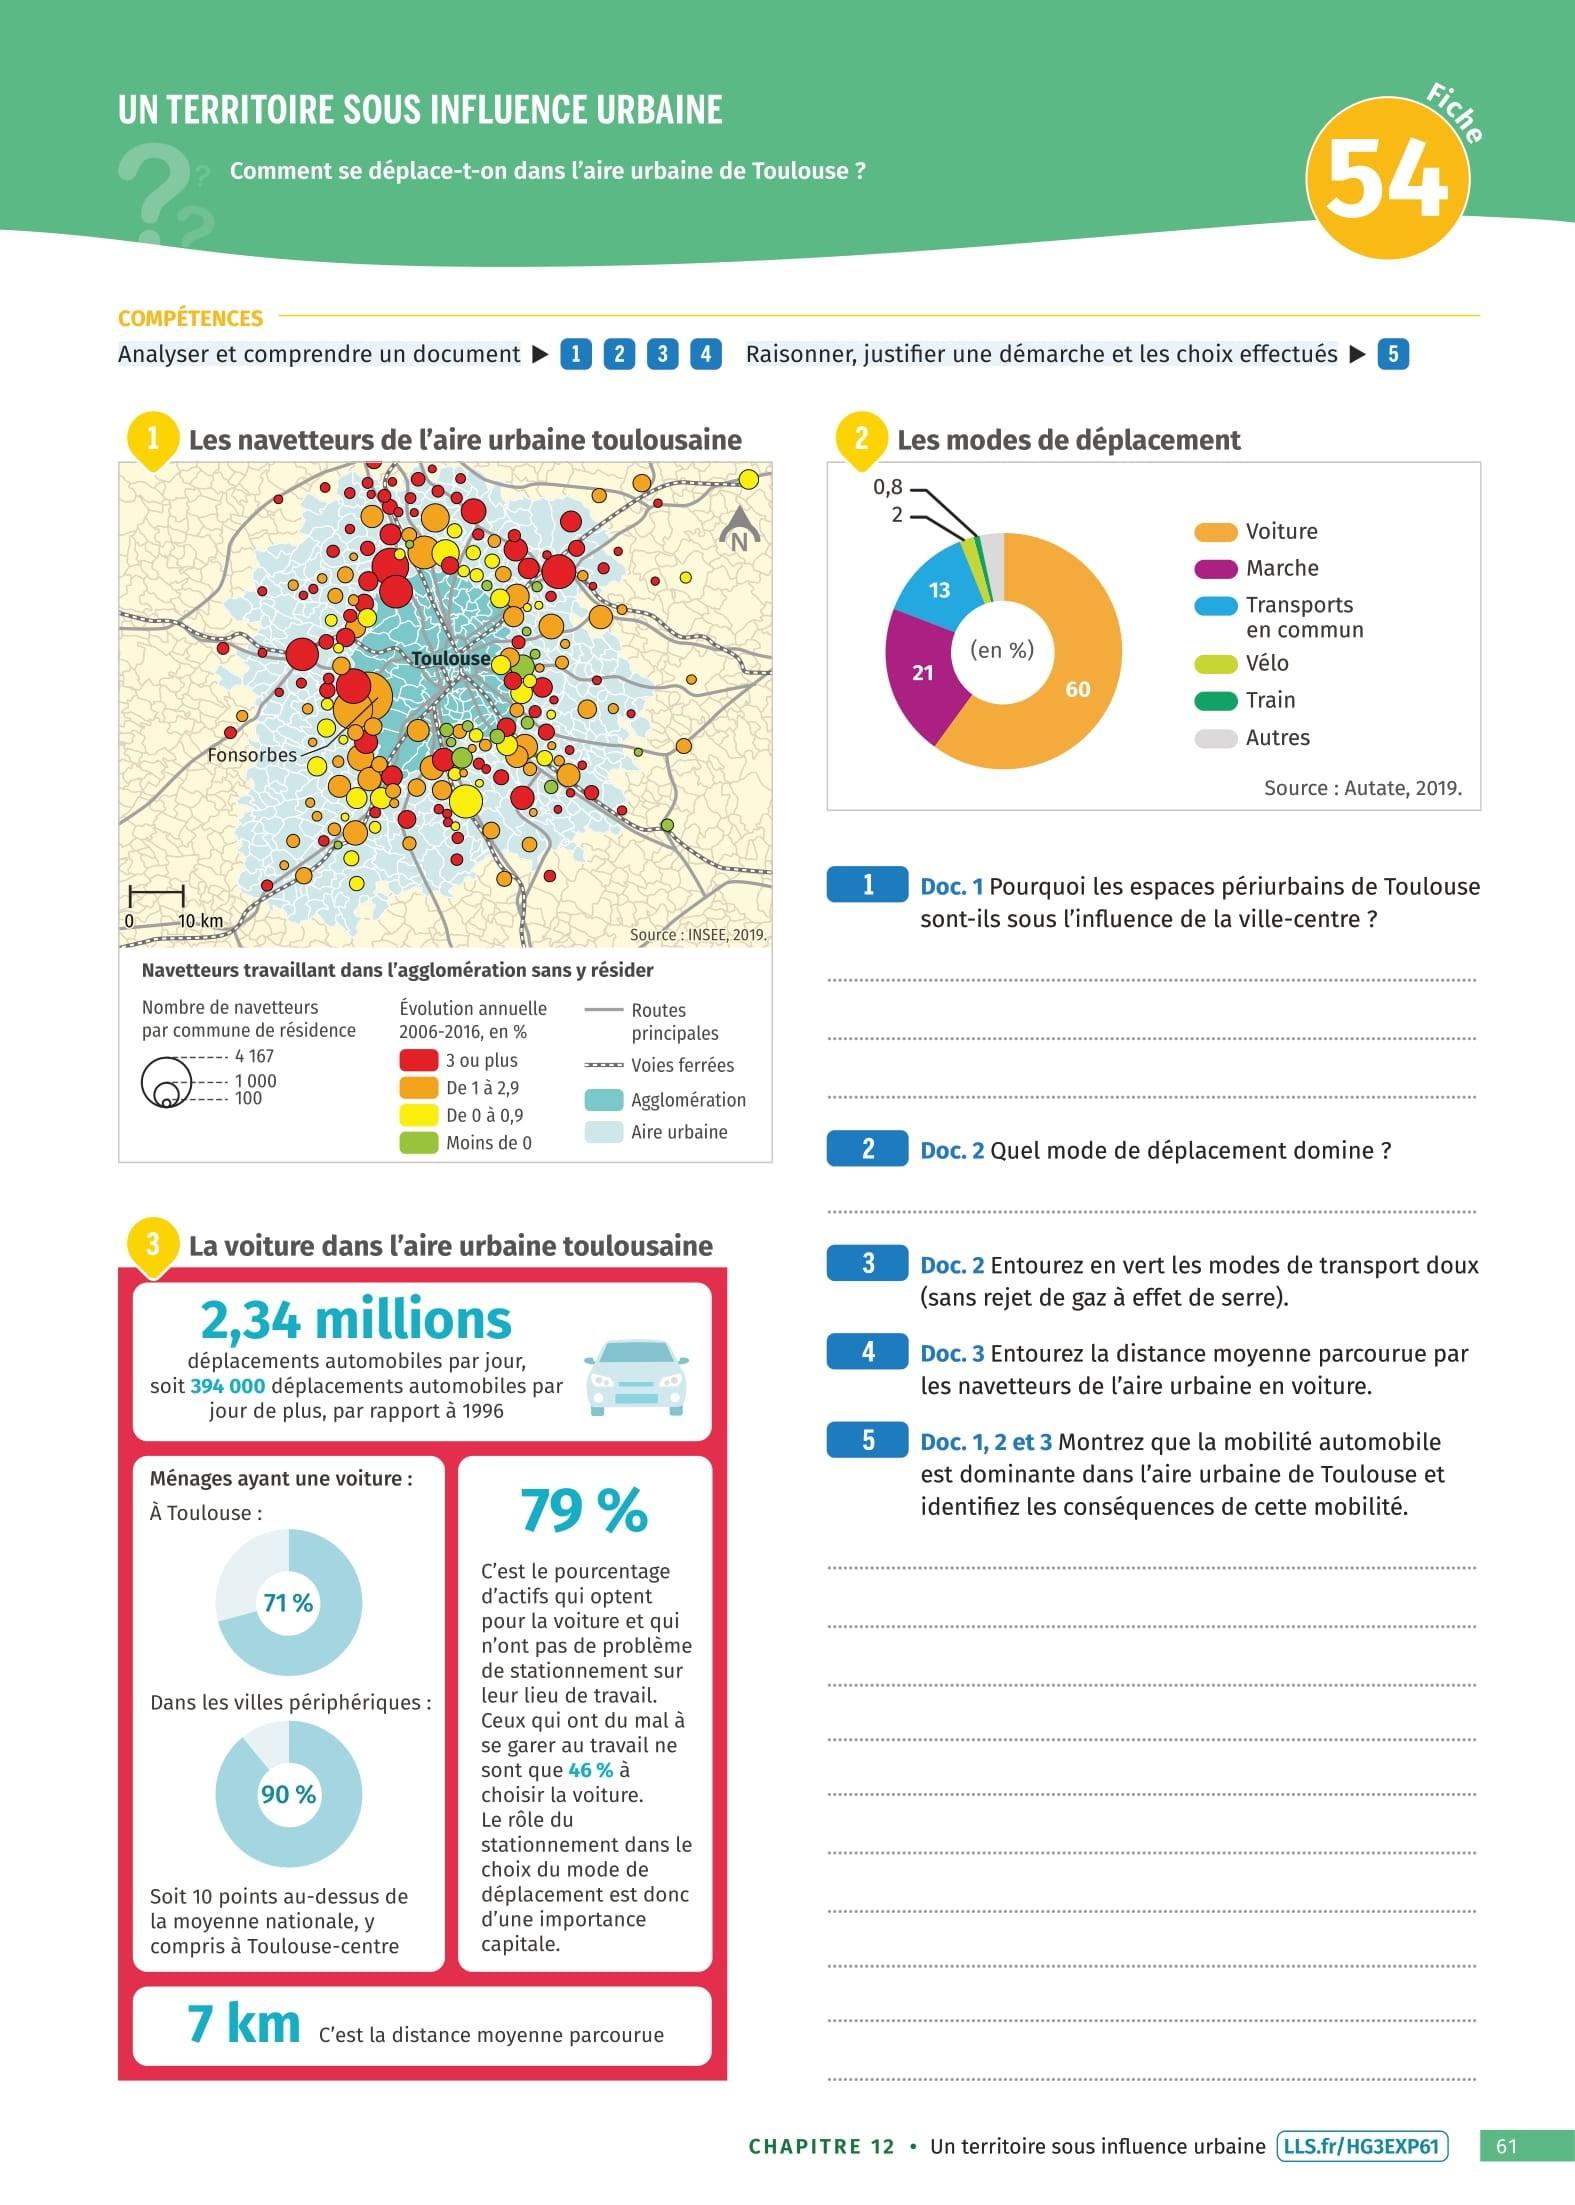 UN TERRITOIRE SOUS INFLUENCE URBAINE
Comment se déplace-t-on dans l'aire urbaine de Toulouse ?
Fiche
54
COMPÉTENCES
Analyser et comprendre un document ▶ 1 2 3 4 Raisonner, justifier une démarche et les choix effectués ▶ 5
1 Les navetteurs de l'aire urbaine toulousaine
Toulouse
Fonsorbes
N
0 10 km
Source : INSEE, 2019.
Navetteurs travaillant dans l'agglomération sans y résider
Nombre de navetteurs
par commune de résidence
4 167
1 000
100
Évolution annuelle
2006-2016, en %
3 ou plus
De 1 à 2,9
De 0 à 0,9
Moins de 0
Routes
principales
Voies ferrées
Agglomération
Aire urbaine
2 Les modes de déplacement
0,8
2
13
21
(en %)
60
Voiture
Marche
Transports
en commun
Vélo
Train
Autres
Source : Autate, 2019.
3 La voiture dans l'aire urbaine toulousaine
2,34 millions
déplacements automobiles par jour,
soit 394 000 déplacements automobiles par
jour de plus, par rapport à 1996
Ménages ayant une voiture :
À Toulouse :
71 %
Dans les villes périphériques :
90 %
Soit 10 points au-dessus de
la moyenne nationale, y
compris à Toulouse-centre
79 %
C'est le pourcentage
d'actifs qui optent
pour la voiture et qui
n'ont pas de problème
de stationnement sur
leur lieu de travail.
Ceux qui ont du mal à
se garer au travail ne
sont que 46 % à
choisir la voiture.
Le rôle du
stationnement dans le
choix du mode de
déplacement est donc
d'une importance
capitale.
7 km C'est la distance moyenne parcourue
1 Doc. 1 Pourquoi les espaces périurbains de Toulouse
sont-ils sous l'influence de la ville-centre ?
2 Doc. 2 Quel mode de déplacement domine ?
3 Doc. 2 Entourez en vert les modes de transport doux
(sans rejet de gaz à effet de serre).
4 Doc. 3 Entourez la distance moyenne parcourue par
les navetteurs de l'aire urbaine en voiture.
5 Doc. 1, 2 et 3 Montrez que la mobilité automobile
est dominante dans l'aire urbaine de Toulouse et
identifiez les conséquences de cette mobilité.
CHAPITRE 12 • Un territoire sous influence urbaine LLS.fr/HG3EXP61 61